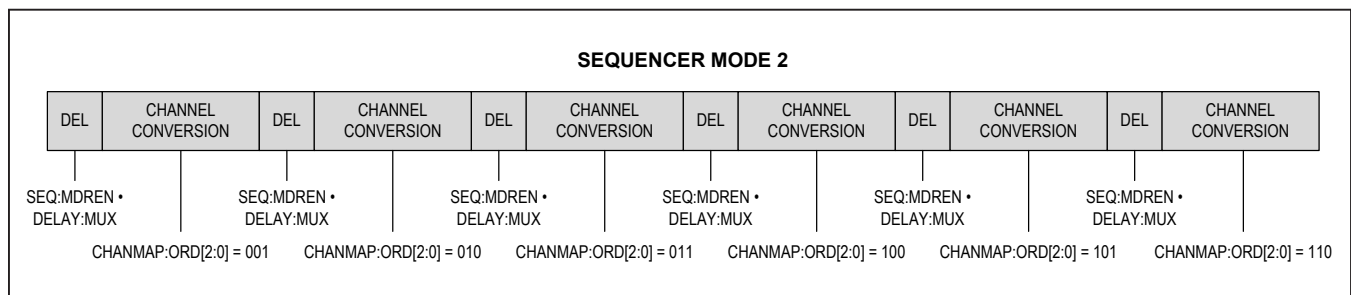 SEQUENCER MODE 2
DEL
CHANNEL
CONVERSION
DEL
CHANNEL
CONVERSION
DEL
CHANNEL
CONVERSION
DEL
CHANNEL
CONVERSION
DEL
CHANNEL
CONVERSION
DEL
CHANNEL
CONVERSION
SEQ:MDREN •
DELAY:MUX
SEQ:MDREN •
DELAY:MUX
SEQ:MDREN •
DELAY:MUX
SEQ:MDREN •
DELAY:MUX
SEQ:MDREN •
DELAY:MUX
SEQ:MDREN •
DELAY:MUX
CHANMAP:ORD[2:0] = 001
CHANMAP:ORD[2:0] = 010
CHANMAP:ORD[2:0] = 011
CHANMAP:ORD[2:0] = 100
CHANMAP:ORD[2:0] = 101
CHANMAP:ORD[2:0] = 110